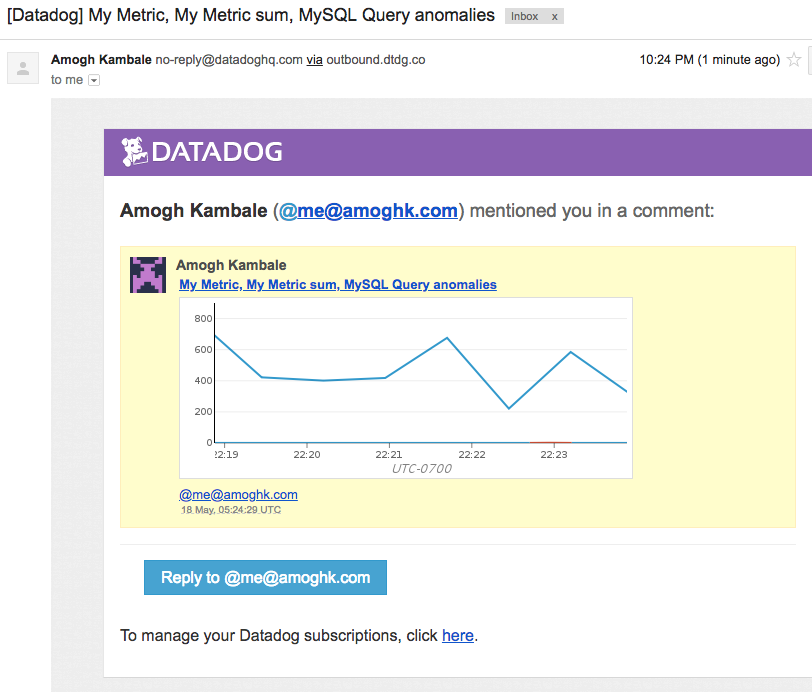 [Datadog] My Metric, My Metric sum, MySQL Query anomalies Inbox x
Amogh Kambale no-reply@datadoghq.com via outbound.dtdg.co 10:24 PM (1 minute ago)
to me
DATADOG
Amogh Kambale (@me@amoghk.com) mentioned you in a comment:
Amogh Kambale
My Metric, My Metric sum, MySQL Query anomalies
800
600
400
200
0
22:19 22:20 22:21 22:22 22:23
UTC-0700
@me@amoghk.com
18 May, 05:24:29 UTC
Reply to @me@amoghk.com
To manage your Datadog subscriptions, click here.